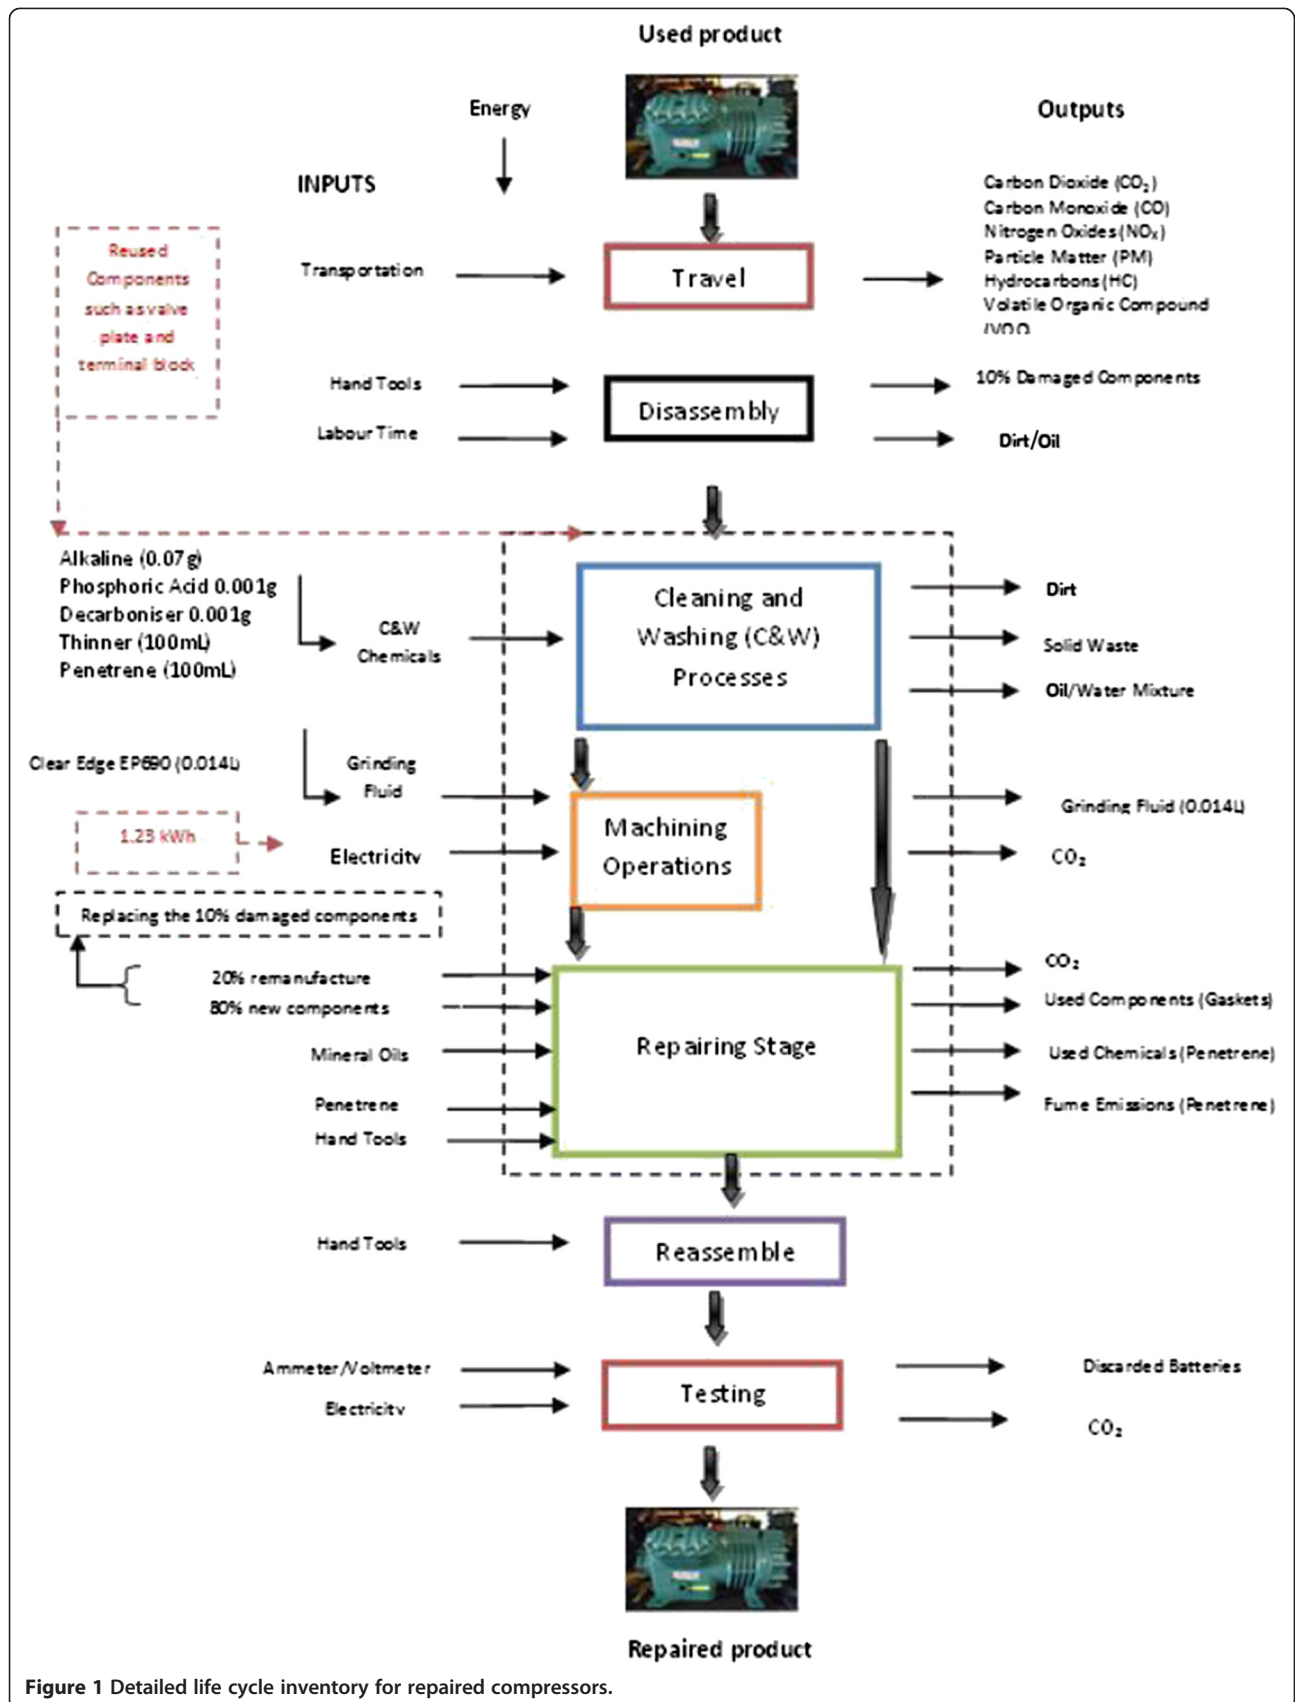 Used product
Energy
Outputs
INPUTS
Carbon Dioxide (CO₂)
Carbon Monoxide (CO)
Nitrogen Oxides (NOₓ)
Particle Matter (PM)
Hydrocarbons (HC)
Volatile Organic Compound
Reused
Components
such as valve
plate and
terminal block
Transportation
Travel
Hand Tools
Labour Time
Disassembly
10% Damaged Components
Dirt/Oil
Alkaline (0.07g)
Phosphoric Acid 0.001g
Decarboniser 0.001g
Thinner (100mL)
Penetrene (100mL)
C&W
Chemicals
Cleaning and
Washing (C&W)
Processes
Dirt
Solid Waste
Oil/Water Mixture
Clear Edge EP690 (0.014L)
Grinding
Fluid
1.23 kWh
Electricity
Machining
Operations
Grinding Fluid (0.014L)
CO₂
Replacing the 10% damaged components
20% remanufacture
80% new components
Mineral Oils
Penetrene
Hand Tools
Repairing Stage
CO₂
Used Components (Gaskets)
Used Chemicals (Penetrene)
Fume Emissions (Penetrene)
Hand Tools
Reassemble
Ammeter/Voltmeter
Electricity
Testing
Discarded Batteries
CO₂
Repaired product
Figure 1 Detailed life cycle inventory for repaired compressors.